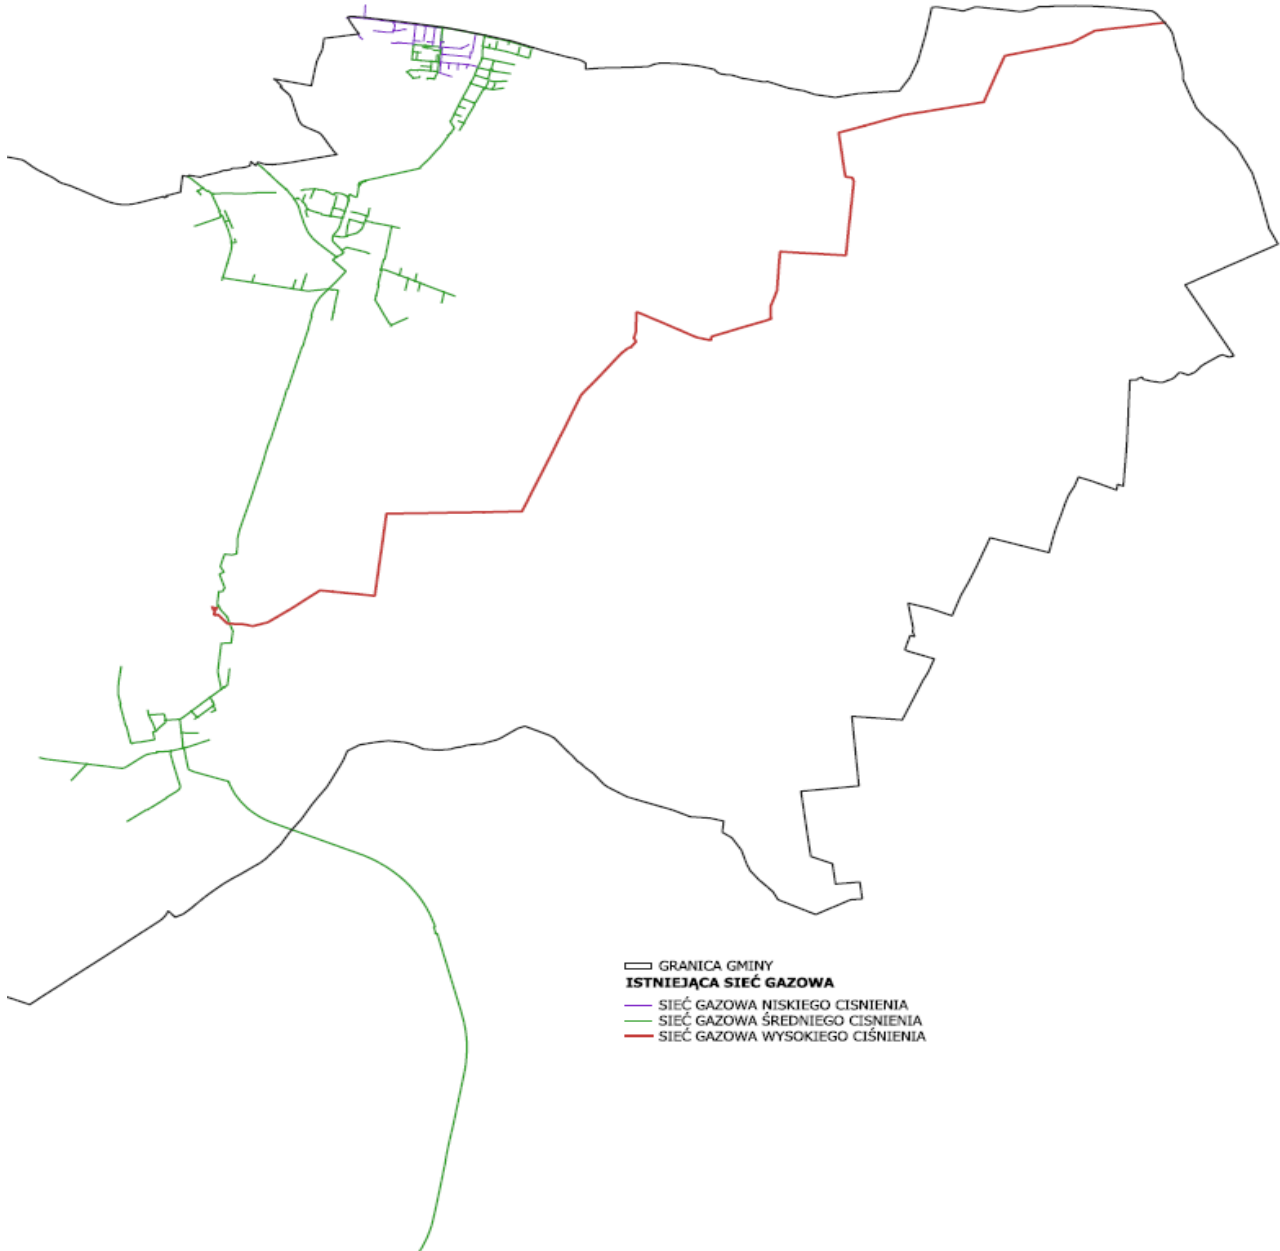 GRANICA GMINY
ISTNIEJĄCA SIEĆ GAZOWA
SIEĆ GAZOWA NISKIEGO CISNIENIA
SIEĆ GAZOWA ŚREDNIEGO CISNIENIA
SIEĆ GAZOWA WYSOKIEGO CIŚNIENIA